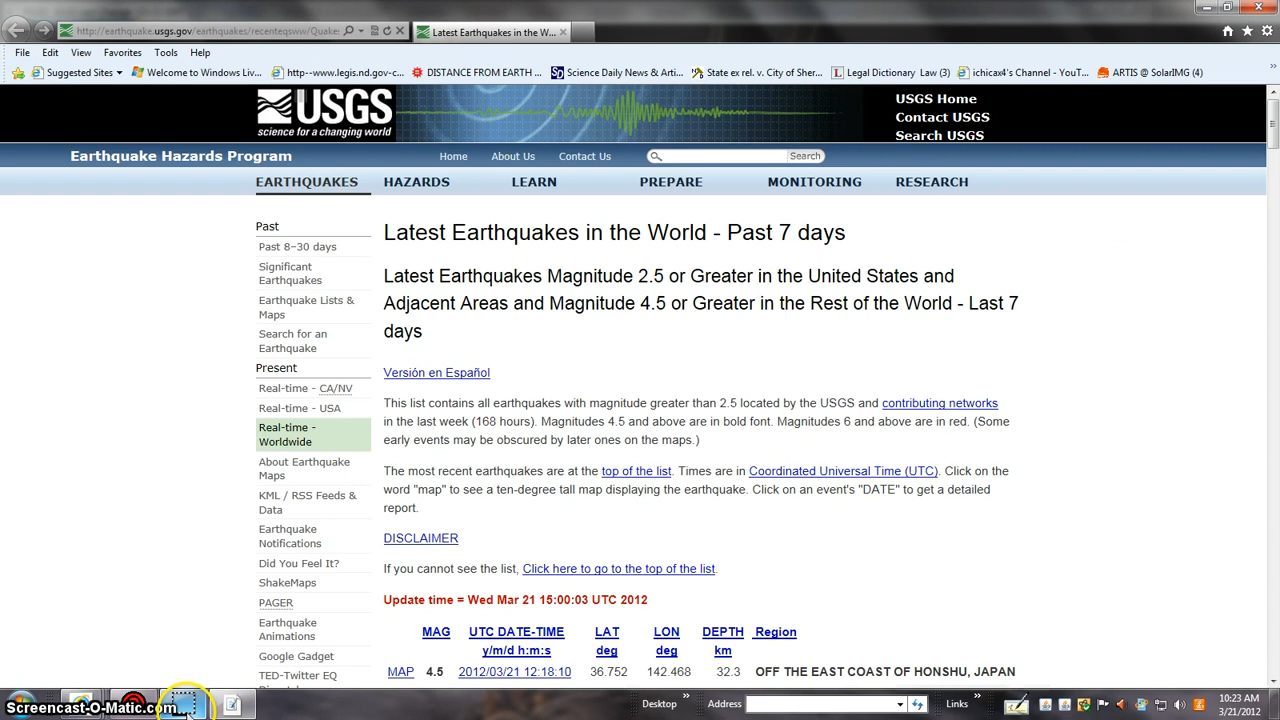 http://earthquake.usgs.gov/earthquakes/recenteqsww/Quake
Latest Earthquakes in the W...
File Edit View Favorites Tools Help
Suggested Sites Welcome to Windows Liv... http--www.legis.nd.gov-c... DISTANCE FROM EARTH ... Science Daily News & Arti... State ex rel. v. City of Sher... Legal Dictionary Law (3) ichicax4's Channel - YouT... ARTIS @ SolarIMG (4)
USGS
science for a changing world
USGS Home
Contact USGS
Search USGS
Earthquake Hazards Program
Home About Us Contact Us Search
EARTHQUAKES HAZARDS LEARN PREPARE MONITORING RESEARCH
Past
Past 8–30 days
Significant
Earthquakes
Earthquake Lists &
Maps
Search for an
Earthquake
Present
Real-time - CA/NV
Real-time - USA
Real-time -
Worldwide
About Earthquake
Maps
KML / RSS Feeds &
Data
Earthquake
Notifications
Did You Feel It?
ShakeMaps
PAGER
Earthquake
Animations
Google Gadget
TED-Twitter EQ
Latest Earthquakes in the World - Past 7 days
Latest Earthquakes Magnitude 2.5 or Greater in the United States and
Adjacent Areas and Magnitude 4.5 or Greater in the Rest of the World - Last 7
days
Versión en Español
This list contains all earthquakes with magnitude greater than 2.5 located by the USGS and contributing networks
in the last week (168 hours). Magnitudes 4.5 and above are in bold font. Magnitudes 6 and above are in red. (Some
early events may be obscured by later ones on the maps.)
The most recent earthquakes are at the top of the list. Times are in Coordinated Universal Time (UTC). Click on the
word "map" to see a ten-degree tall map displaying the earthquake. Click on an event's "DATE" to get a detailed
report.
DISCLAIMER
If you cannot see the list, Click here to go to the top of the list.
Update time = Wed Mar 21 15:00:03 UTC 2012
MAG UTC DATE-TIME LAT LON DEPTH Region
y/m/d h:m:s deg deg km
MAP 4.5 2012/03/21 12:18:10 36.752 142.468 32.3 OFF THE EAST COAST OF HONSHU, JAPAN
Screencast-O-Matic.com
Desktop » Address Links »
10:23 AM
3/21/2012